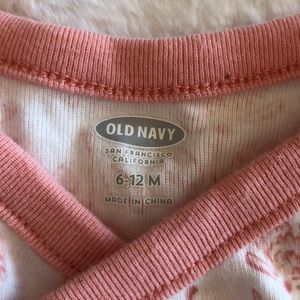 OLD NAVY
SAN FRANCISCO
CALIFORNIA
6-12 M
MADE IN CHINA